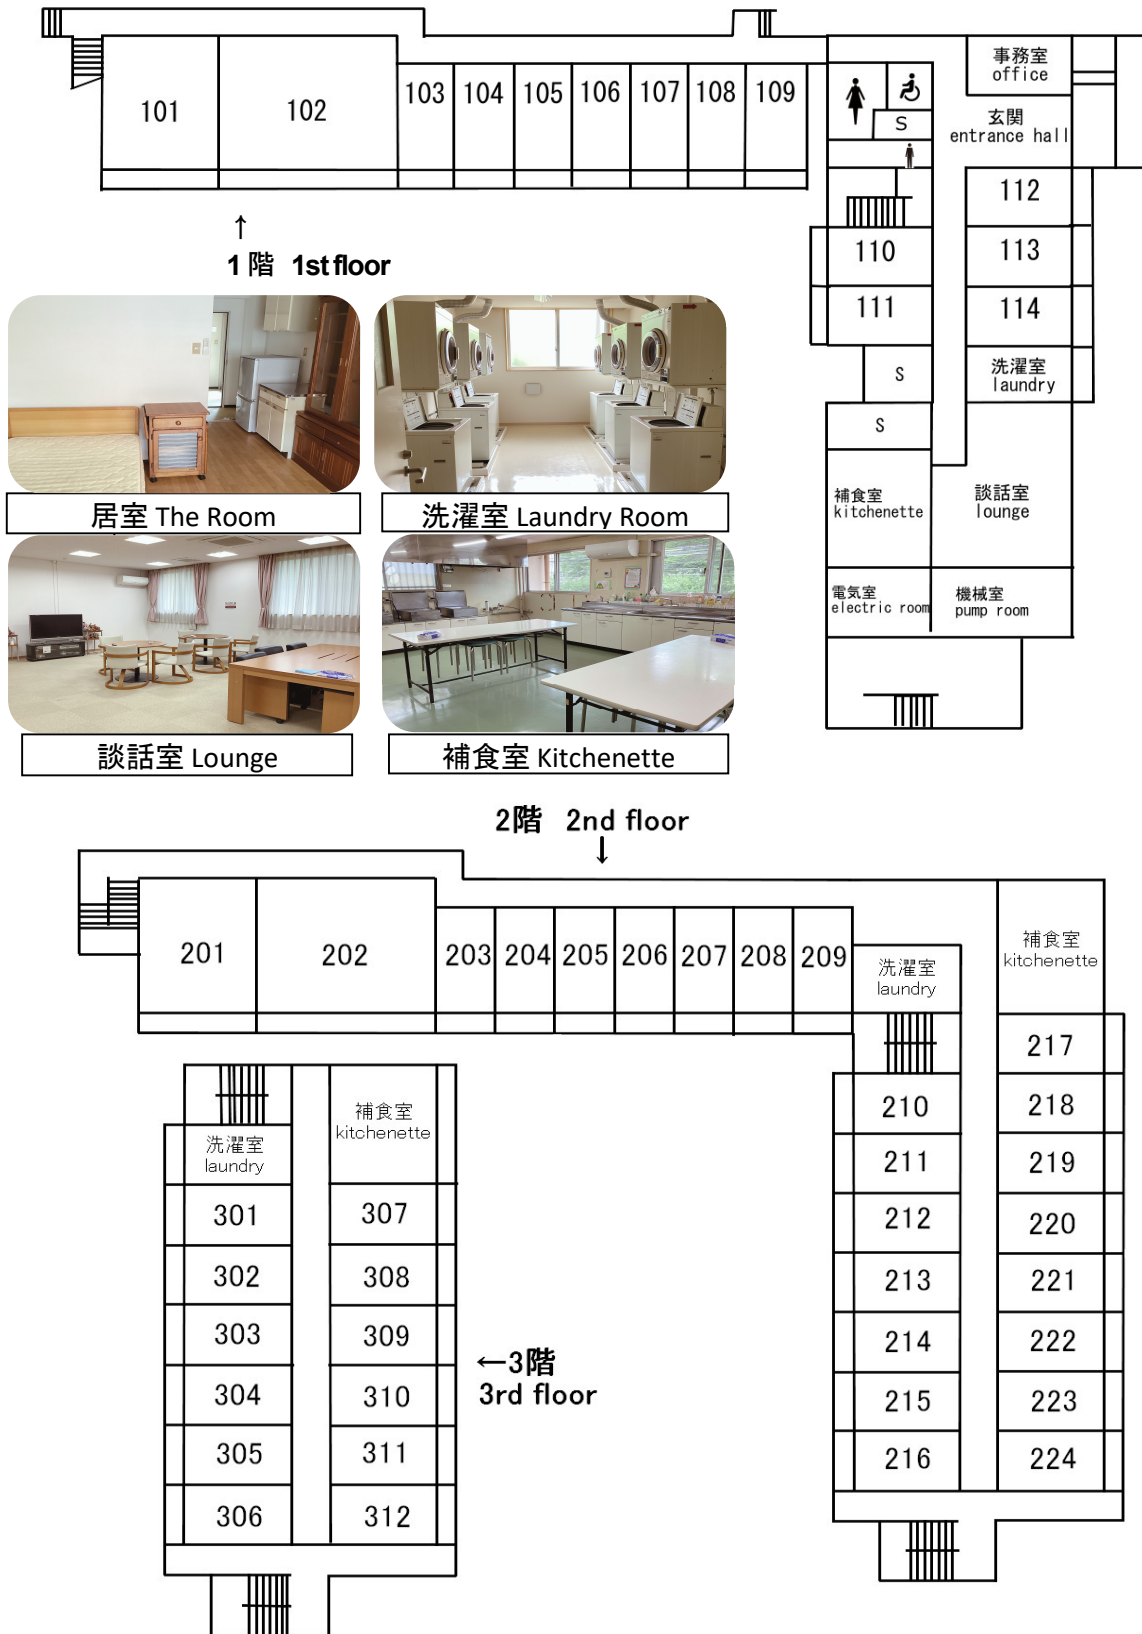 101
102
103
104
105
106
107
108
109
事務室
office
玄関
entrance hall
S
112
110
113
111
114
S
洗濯室
laundry
S
補食室
kitchenette
談話室
lounge
電気室
electric room
機械室
pump room
↑
1階 1st floor
居室 The Room
洗濯室 Laundry Room
談話室 Lounge
補食室 Kitchenette
2階 2nd floor
↓
201
202
203
204
205
206
207
208
209
洗濯室
laundry
補食室
kitchenette
217
210
218
211
219
212
220
213
221
214
222
215
223
216
224
補食室
kitchenette
洗濯室
laundry
301
307
302
308
303
309
304
310
305
311
306
312
←3階
3rd floor